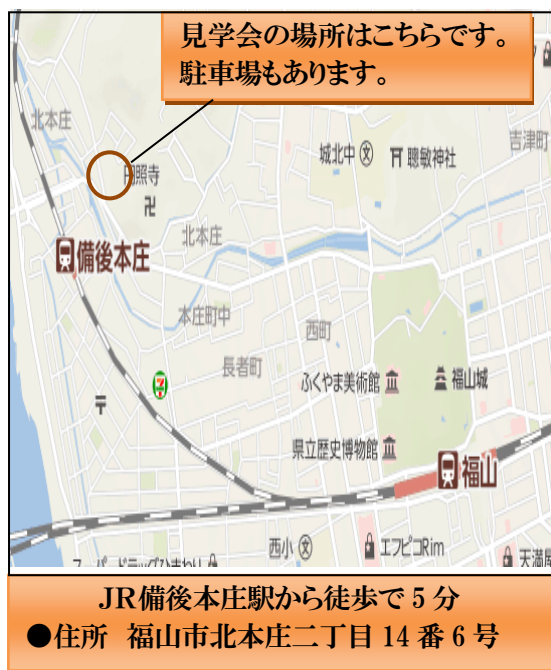 見学会の場所はこちらです。
駐車場もあります。
北本庄
城北中
聰敏神社
吉津町
円照寺
北本庄
備後本庄
本庄町中
西町
長者町
ふくやま美術館
福山城
県立歴史博物館
福山
西小
エフピコRim
天満屋
JR備後本庄駅から徒歩で5分
●住所 福山市北本庄二丁目14番6号